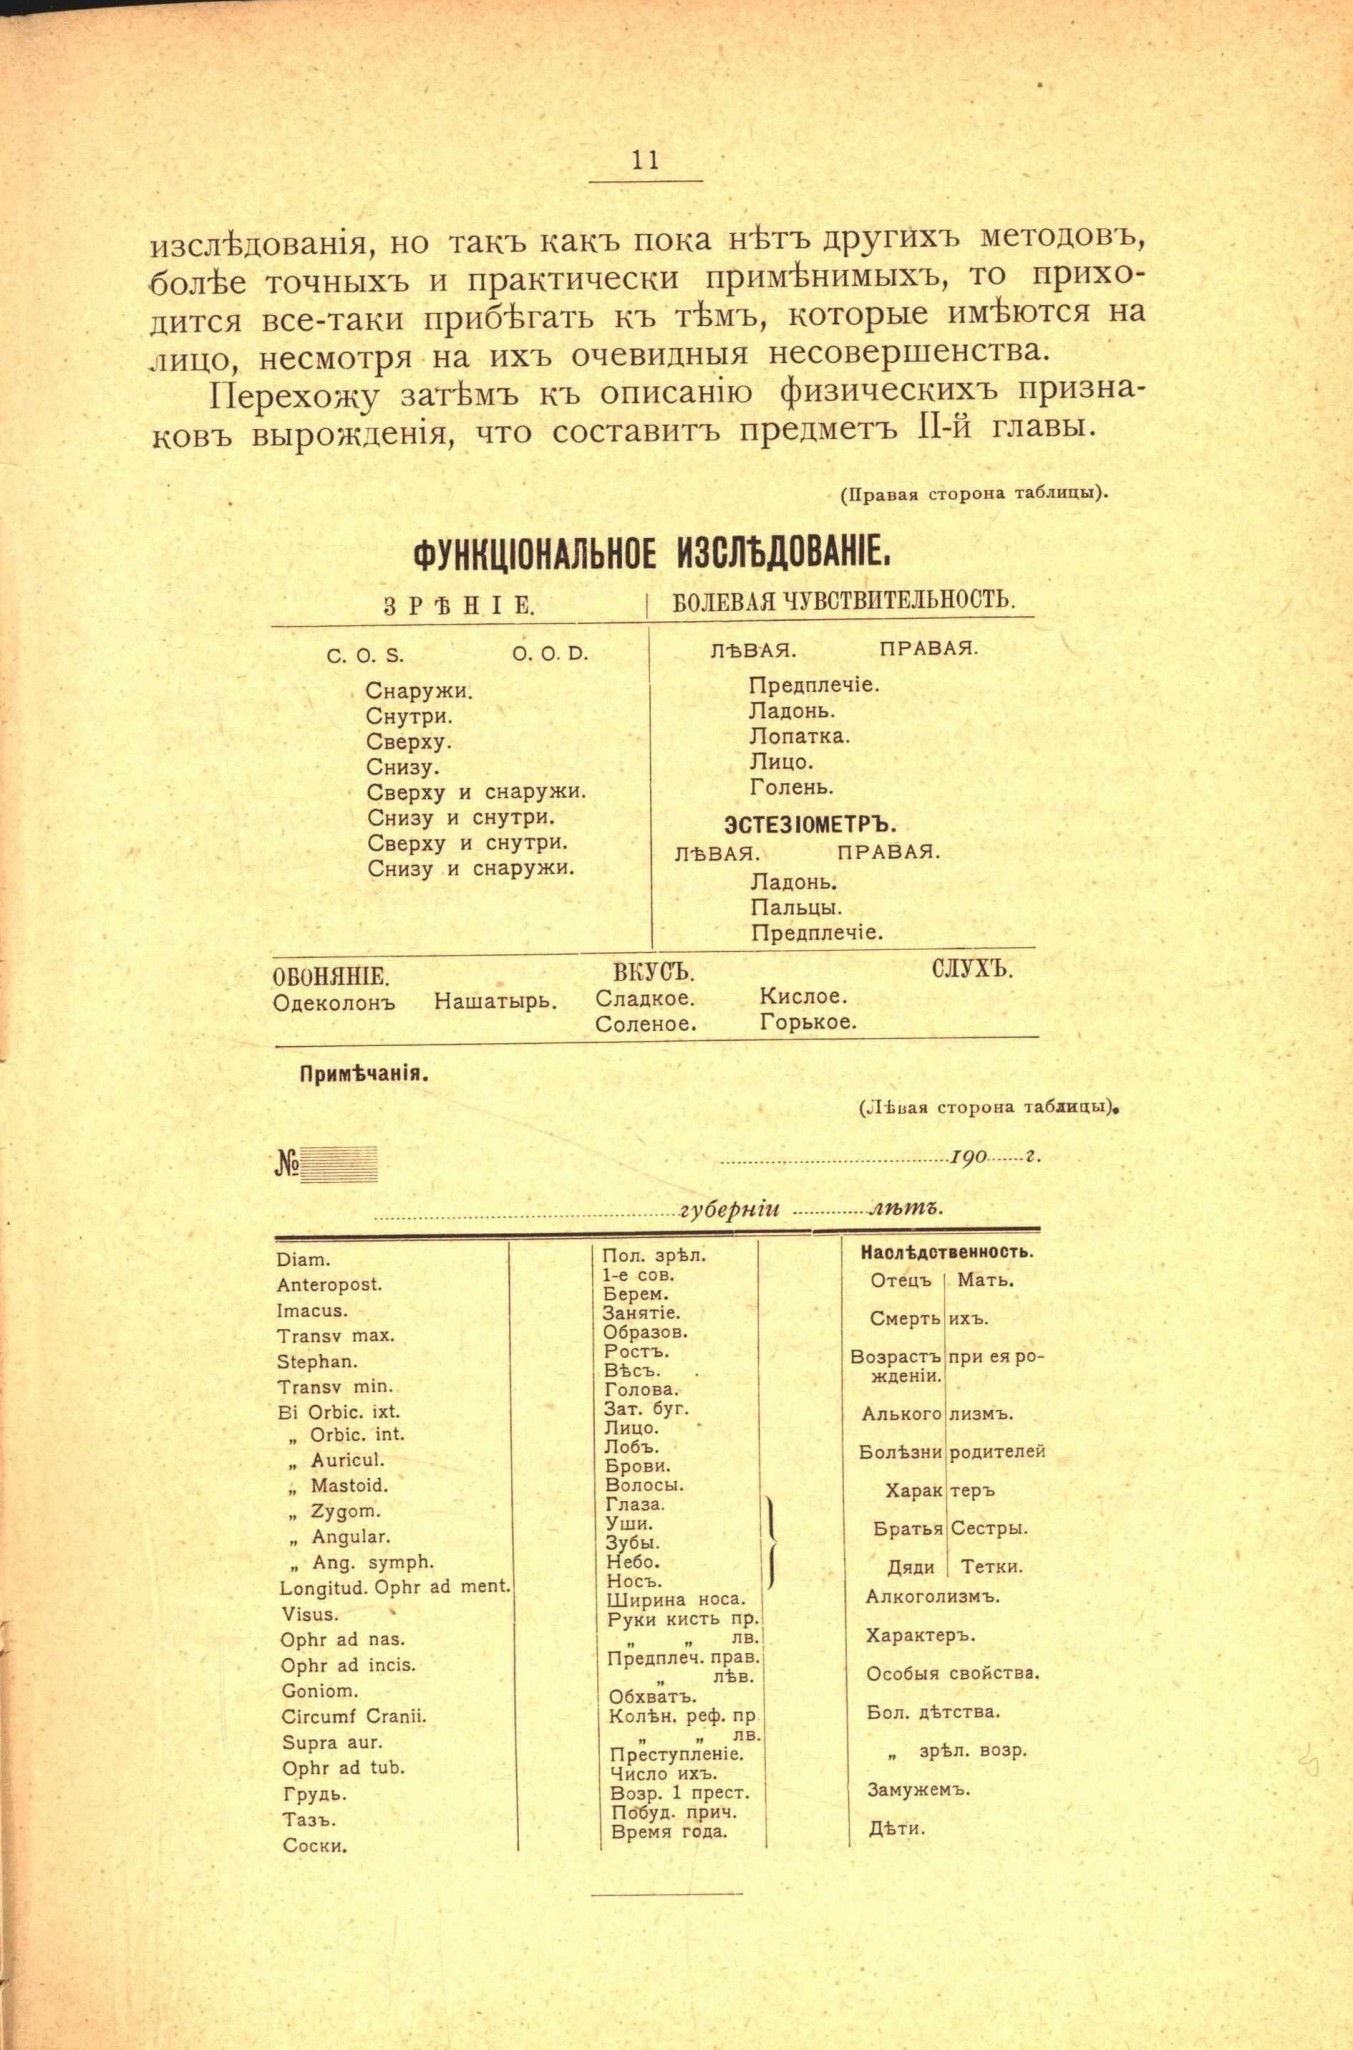 11
изслѣдованія, но такъ какъ пока нѣтъ другихъ методовъ,
болѣе точныхъ и практически примѣнимыхъ, то прихо-
дится все-таки прибѣгать къ тѣмъ, которые имѣются на
лицо, несмотря на ихъ очевидныя несовершенства.
Перехожу затѣмъ къ описанію физическихъ призна-
ковъ вырожденія, что составитъ предметъ II-й главы.
(Правая сторона таблицы).
ФУНКЦІОНАЛЬНОЕ ИЗСЛѢДОВАНІЕ.
ЗРѢНІЕ.
C. O. S. O. O. D.
Снаружи.
Снутри.
Сверху.
Снизу.
Сверху и снаружи.
Снизу и снутри.
Сверху и снутри.
Снизу и снаружи.
БОЛЕВАЯ ЧУВСТВИТЕЛЬНОСТЬ.
ЛѢВАЯ. ПРАВАЯ.
Предплечіе.
Ладонь.
Лопатка.
Лицо.
Голень.
ЭСТЕЗІОМЕТРЪ.
ЛѢВАЯ. ПРАВАЯ.
Ладонь.
Пальцы.
Предплечіе.
ОБОНЯНІЕ. ВКУСЪ. СЛУХЪ.
Одеколонъ Нашатырь. Сладкое. Кислое.
Соленое. Горькое.
Примѣчанія.
(Лѣвая сторона таблицы).
№ 190 г.
губерніи лѣтъ.
Diam.
Anteropost.
Imacus.
Transv max.
Stephan.
Transv min.
Bi Orbic. ixt.
„ Orbic. int.
„ Auricul.
„ Mastoid.
„ Zygom.
„ Angular.
„ Ang. symph.
Longitud. Ophr ad ment.
Visus.
Ophr ad nas.
Ophr ad incis.
Goniom.
Circumf Cranii.
Supra aur.
Ophr ad tub.
Грудь.
Тазъ.
Соски.
Пол. зрѣл.
1-е сов.
Берем.
Занятіе.
Образов.
Ростъ.
Вѣсъ.
Голова.
Зат. буг.
Лицо.
Лобъ.
Брови.
Волосы.
Глаза.
Уши.
Зубы.
Небо.
Носъ.
Ширина носа.
Руки кисть пр.
„ „ лв.
Предплеч. прав.
„ лѣв.
Обхватъ.
Колѣн. реф. пр
„ „ лв.
Преступленіе.
Число ихъ.
Возр. 1 прест.
Побуд. прич.
Время года.
Наслѣдственность.
Отецъ Мать.
Смерть ихъ.
Возрастъ при ея ро-
жденіи.
Алького лизмъ.
Болѣзни родителей
Харак теръ
Братья Сестры.
Дяди Тетки.
Алкоголизмъ.
Характеръ.
Особыя свойства.
Бол. дѣтства.
„ зрѣл. возр.
Замужемъ.
Дѣти.